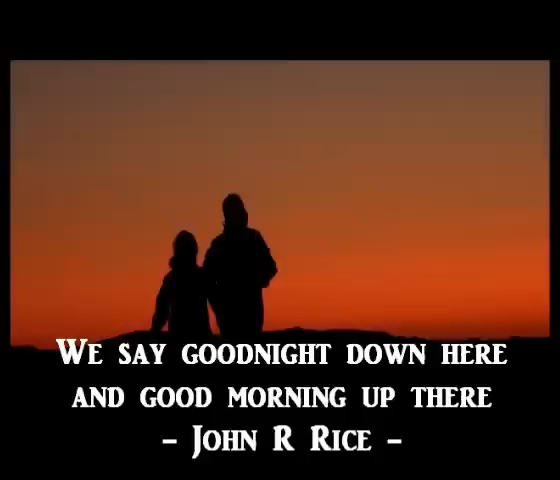 We say goodnight down here
and good morning up there
- John R Rice -